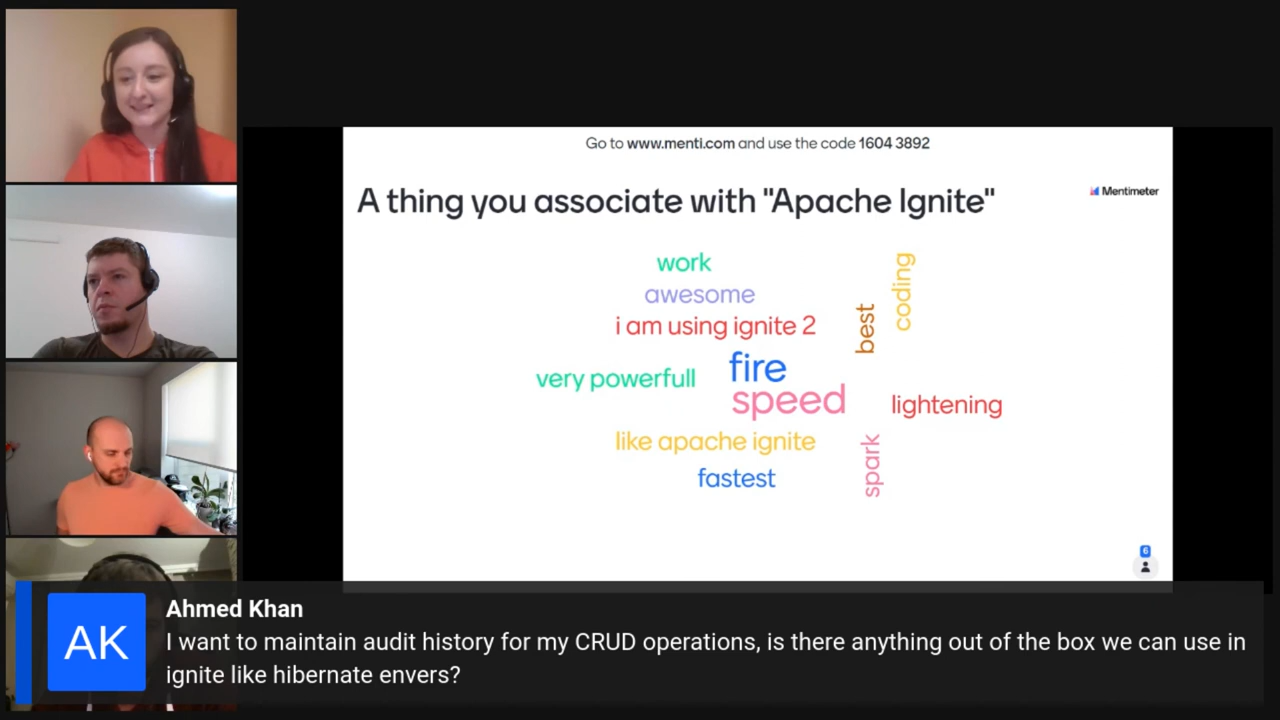 Go to www.menti.com and use the code 1604 3892
A thing you associate with "Apache Ignite"
Mentimeter
work
coding
awesome
i am using ignite 2
best
fire
very powerfull
speed
lightening
like apache ignite
spark
fastest
6
AK
Ahmed Khan
I want to maintain audit history for my CRUD operations, is there anything out of the box we can use in
ignite like hibernate envers?